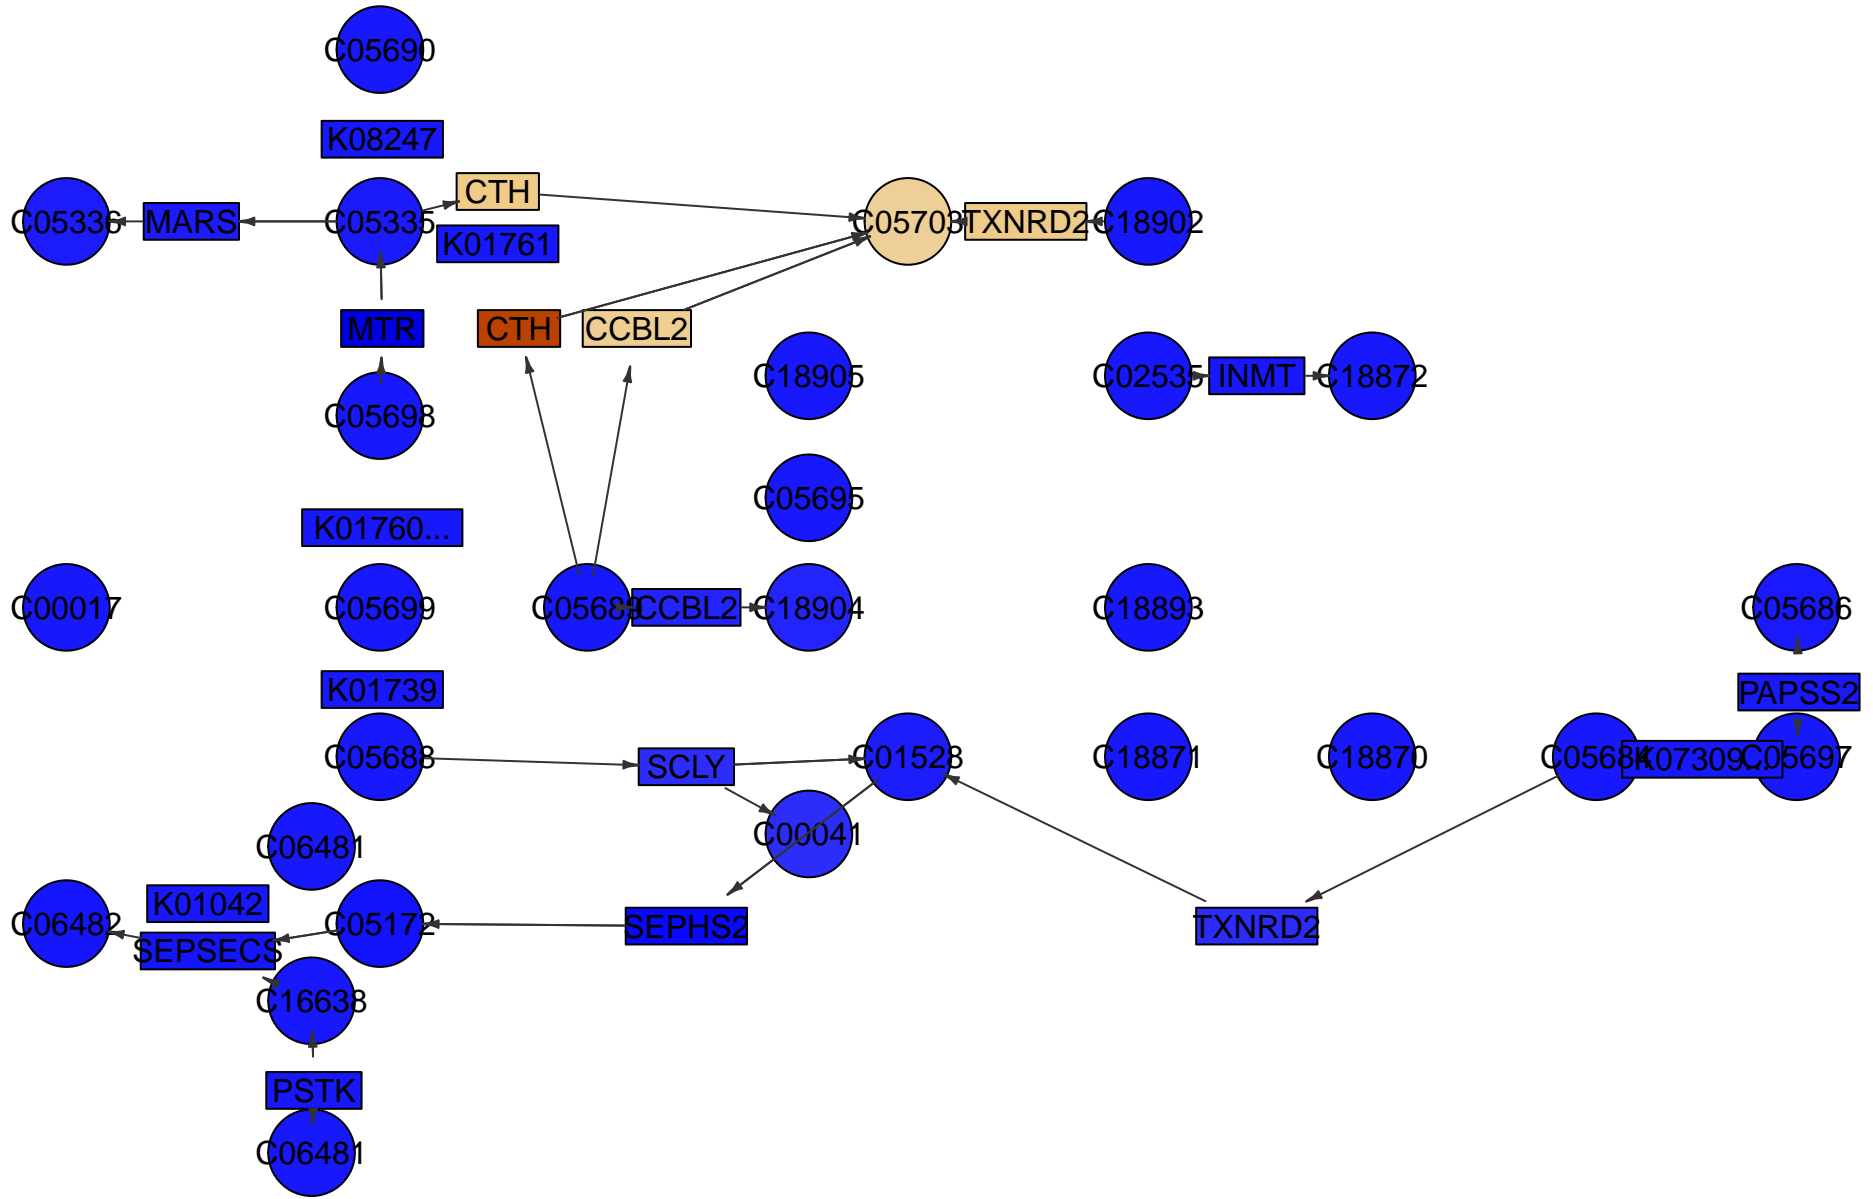 C05690
K08247
CTH
C05336
MARS
C05335
C05703
TXNRD2
C18902
K01761
MTR
CTH
CCBL2
C18905
C02535
INMT
C18872
C05698
C05695
K01760...
C00017
C05699
C05689
CCBL2
C18904
C18893
C05686
K01739
PAPSS2
C05688
SCLY
C01528
C18871
C18870
C05684
K07309...
C05697
C00041
C06481
K01042
C06482
SEPSECS
C05172
SEPHS2
TXNRD2
C16638
PSTK
C06481